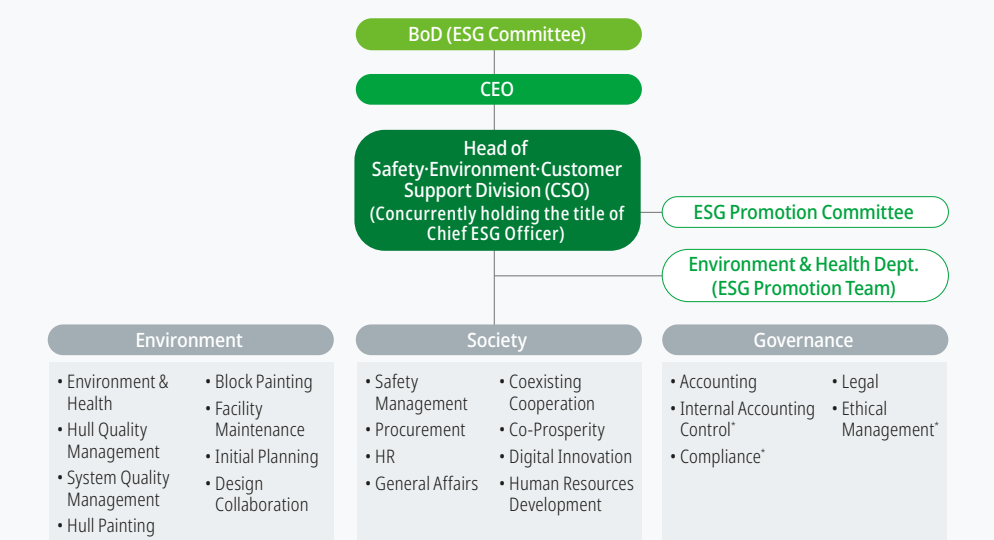 BoD (ESG Committee)
CEO
Head of
Safety·Environment·Customer
Support Division (CSO)
(Concurrently holding the title of
Chief ESG Officer)
ESG Promotion Committee
Environment & Health Dept.
(ESG Promotion Team)
Environment
• Environment &
Health
• Hull Quality
Management
• System Quality
Management
• Hull Painting
• Block Painting
• Facility
Maintenance
• Initial Planning
• Design
Collaboration
Society
• Safety
Management
• Procurement
• HR
• General Affairs
• Coexisting
Cooperation
• Co-Prosperity
• Digital Innovation
• Human Resources
Development
Governance
• Accounting
• Internal Accounting
Control*
• Compliance*
• Legal
• Ethical
Management*